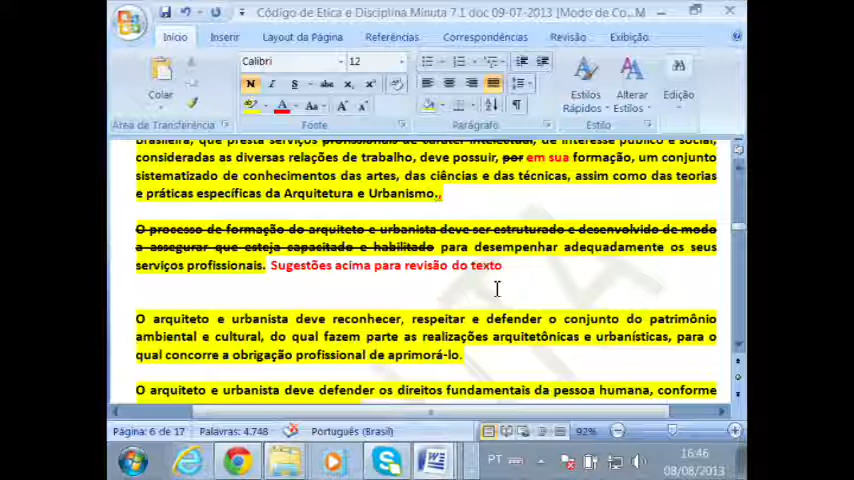 Código de Etica e Disciplina Minuta 7.1 doc 09-07-2013 [Modo de Co... M
Início Inserir Layout da Página Referências Correspondências Revisão Exibição
Calibri 12
Colar
N I S abc x₂ x²
Aa A A
Estilos Rápidos
Alterar Estilos
Edição
Área de Transferência Fonte Parágrafo Estilo
brasileira, que presta serviços profissionais de caráter intelectual, de interesse público e social,
consideradas as diversas relações de trabalho, deve possuir, por em sua formação, um conjunto
sistematizado de conhecimentos das artes, das ciências e das técnicas, assim como das teorias
e práticas específicas da Arquitetura e Urbanismo.,
O processo de formação do arquiteto e urbanista deve ser estruturado e desenvolvido de modo
a assegurar que esteja capacitado e habilitado para desempenhar adequadamente os seus
serviços profissionais. Sugestões acima para revisão do texto
O arquiteto e urbanista deve reconhecer, respeitar e defender o conjunto do patrimônio
ambiental e cultural, do qual fazem parte as realizações arquitetônicas e urbanísticas, para o
qual concorre a obrigação profissional de aprimorá-lo.
O arquiteto e urbanista deve defender os direitos fundamentais da pessoa humana, conforme
Página: 6 de 17 Palavras: 4.748 Português (Brasil) 92%
PT 16:46
08/08/2013